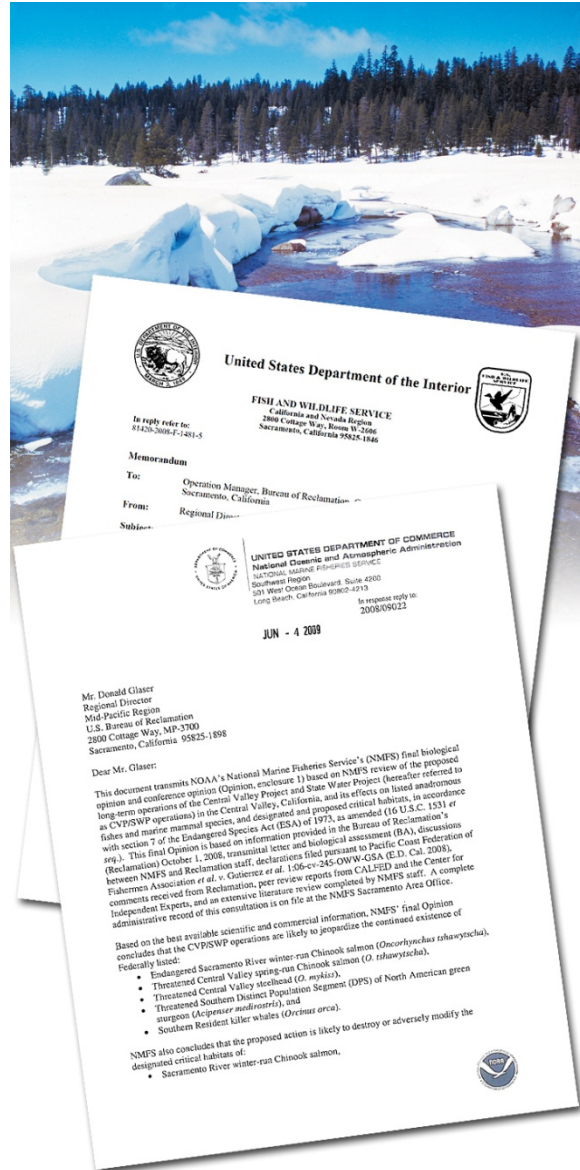 U.S. DEPARTMENT OF THE INTERIOR
MARCH 3, 1849
United States Department of the Interior
U.S.
FISH & WILDLIFE
SERVICE
FISH AND WILDLIFE SERVICE
California and Nevada Region
2800 Cottage Way, Room W-2606
Sacramento, California 95825-1846
In reply refer to:
81420-2008-F-1481-5
Memorandum
To: Operation Manager, Bureau of Reclamation,
Sacramento, California
From: Regional
Subject:
DEPARTMENT OF COMMERCE
UNITED STATES OF AMERICA
UNITED STATES DEPARTMENT OF COMMERCE
National Oceanic and Atmospheric Administration
NATIONAL MARINE FISHERIES SERVICE
Southwest Region
501 West Ocean Boulevard, Suite 4200
Long Beach, California 90802-4213
In response reply to:
2008/09022
JUN - 4 2009
Mr. Donald Glaser
Regional Director
Mid-Pacific Region
U.S. Bureau of Reclamation
2800 Cottage Way, MP-3700
Sacramento, California 95825-1898
Dear Mr. Glaser:
This document transmits NOAA's National Marine Fisheries Service's (NMFS) final biological
opinion and conference opinion (Opinion, enclosure 1) based on NMFS review of the proposed
long-term operations of the Central Valley Project and State Water Project (hereafter referred to
as CVP/SWP operations) in the Central Valley, California, and its effects on listed anadromous
fishes and marine mammal species, and designated and proposed critical habitats, in accordance
with section 7 of the Endangered Species Act (ESA) of 1973, as amended (16 U.S.C. 1531 et
seq.). This final Opinion is based on information provided in the Bureau of Reclamation's
(Reclamation) October 1, 2008, transmittal letter and biological assessment (BA), discussions
between NMFS and Reclamation staff, declarations filed pursuant to Pacific Coast Federation of
Fishermen Association et al. v. Gutierrez et al. 1:06-cv-245-OWW-GSA (E.D. Cal. 2008),
comments received from Reclamation, peer review reports from CALFED and the Center for
Independent Experts, and an extensive literature review completed by NMFS staff. A complete
administrative record of this consultation is on file at the NMFS Sacramento Area Office.
Based on the best available scientific and commercial information, NMFS' final Opinion
concludes that the CVP/SWP operations are likely to jeopardize the continued existence of
Federally listed:
• Endangered Sacramento River winter-run Chinook salmon (Oncorhynchus tshawytscha),
• Threatened Central Valley spring-run Chinook salmon (O. tshawytscha),
• Threatened Central Valley steelhead (O. mykiss),
• Threatened Southern Distinct Population Segment (DPS) of North American green
sturgeon (Acipenser medirostris), and
• Southern Resident killer whales (Orcinus orca).
NMFS also concludes that the proposed action is likely to destroy or adversely modify the
designated critical habitats of:
• Sacramento River winter-run Chinook salmon,
NOAA